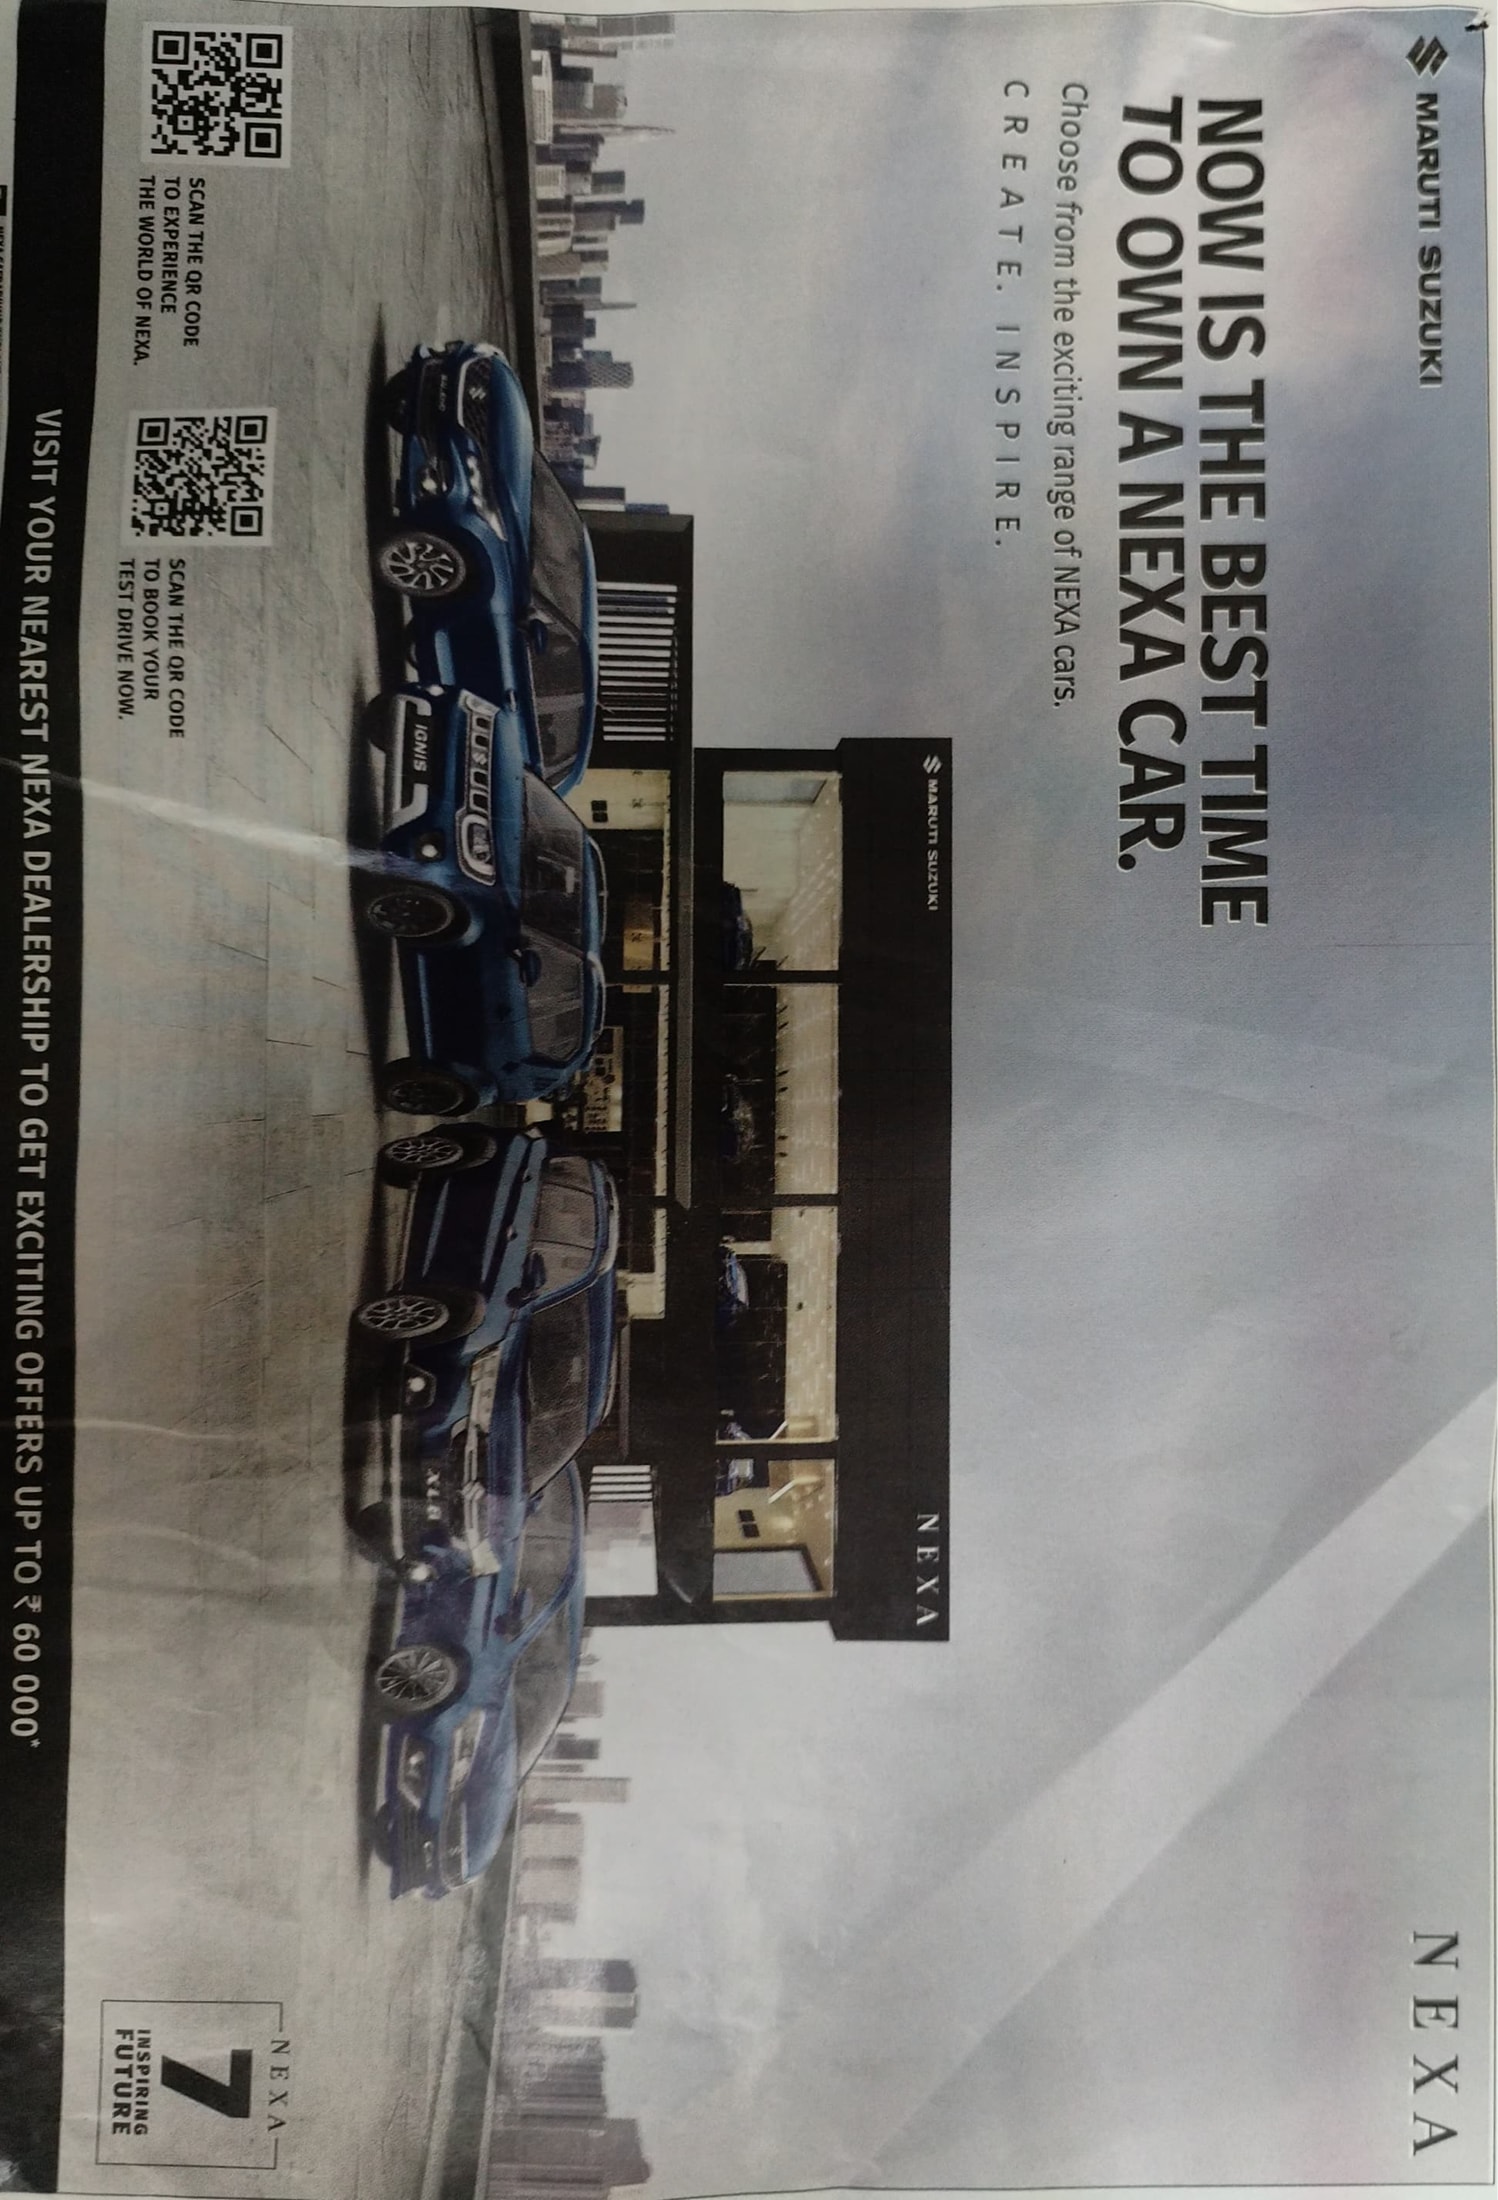 MARUTI SUZUKI
NEXA
NOW IS THE BEST TIME
TO OWN A NEXA CAR.
Choose from the exciting range of NEXA cars.
CREATE. INSPIRE.
MARUTI SUZUKI
NEXA
BALENO
IGNIS
XL6
CIAZ
SCAN THE QR CODE
TO EXPERIENCE
THE WORLD OF NEXA.
SCAN THE QR CODE
TO BOOK YOUR
TEST DRIVE NOW.
NEXA
7
INSPIRING
FUTURE
VISIT YOUR NEAREST NEXA DEALERSHIP TO GET EXCITING OFFERS UP TO ₹ 60 000*